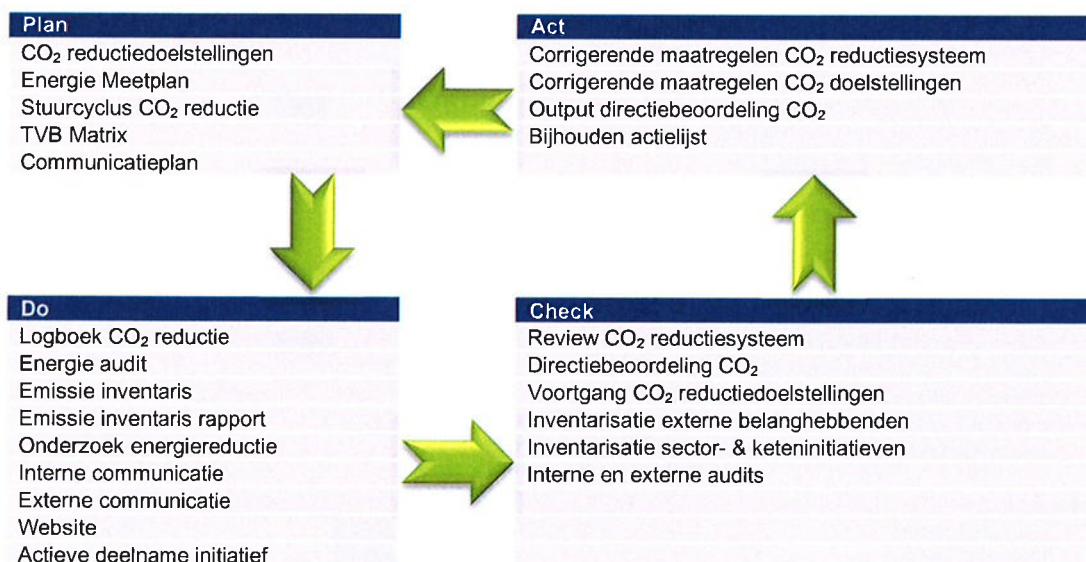 Plan
CO₂ reductiedoelstellingen
Energie Meetplan
Stuurcyclus CO₂ reductie
TVB Matrix
Communicatieplan
Act
Corrigerende maatregelen CO₂ reductiesysteem
Corrigerende maatregelen CO₂ doelstellingen
Output directiebeoordeling CO₂
Bijhouden actielijst
Do
Logboek CO₂ reductie
Energie audit
Emissie inventaris
Emissie inventaris rapport
Onderzoek energiereductie
Interne communicatie
Externe communicatie
Website
Actieve deelname initiatief
Check
Review CO₂ reductiesysteem
Directiebeoordeling CO₂
Voortgang CO₂ reductiedoelstellingen
Inventarisatie externe belanghebbenden
Inventarisatie sector- & keteninitiatieven
Interne en externe audits